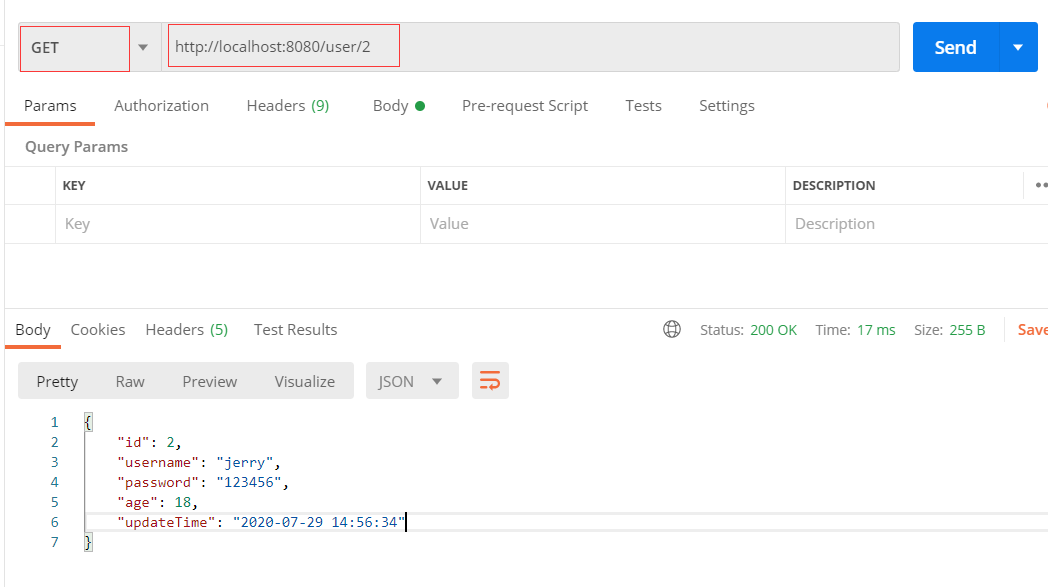 GET http://localhost:8080/user/2 Send
Params Authorization Headers (9) Body Pre-request Script Tests Settings
Query Params
KEY VALUE DESCRIPTION
Key Value Description
Body Cookies Headers (5) Test Results Status: 200 OK Time: 17 ms Size: 255 B Save
Pretty Raw Preview Visualize JSON
1 {
2 "id": 2,
3 "username": "jerry",
4 "password": "123456",
5 "age": 18,
6 "updateTime": "2020-07-29 14:56:34"
7 }